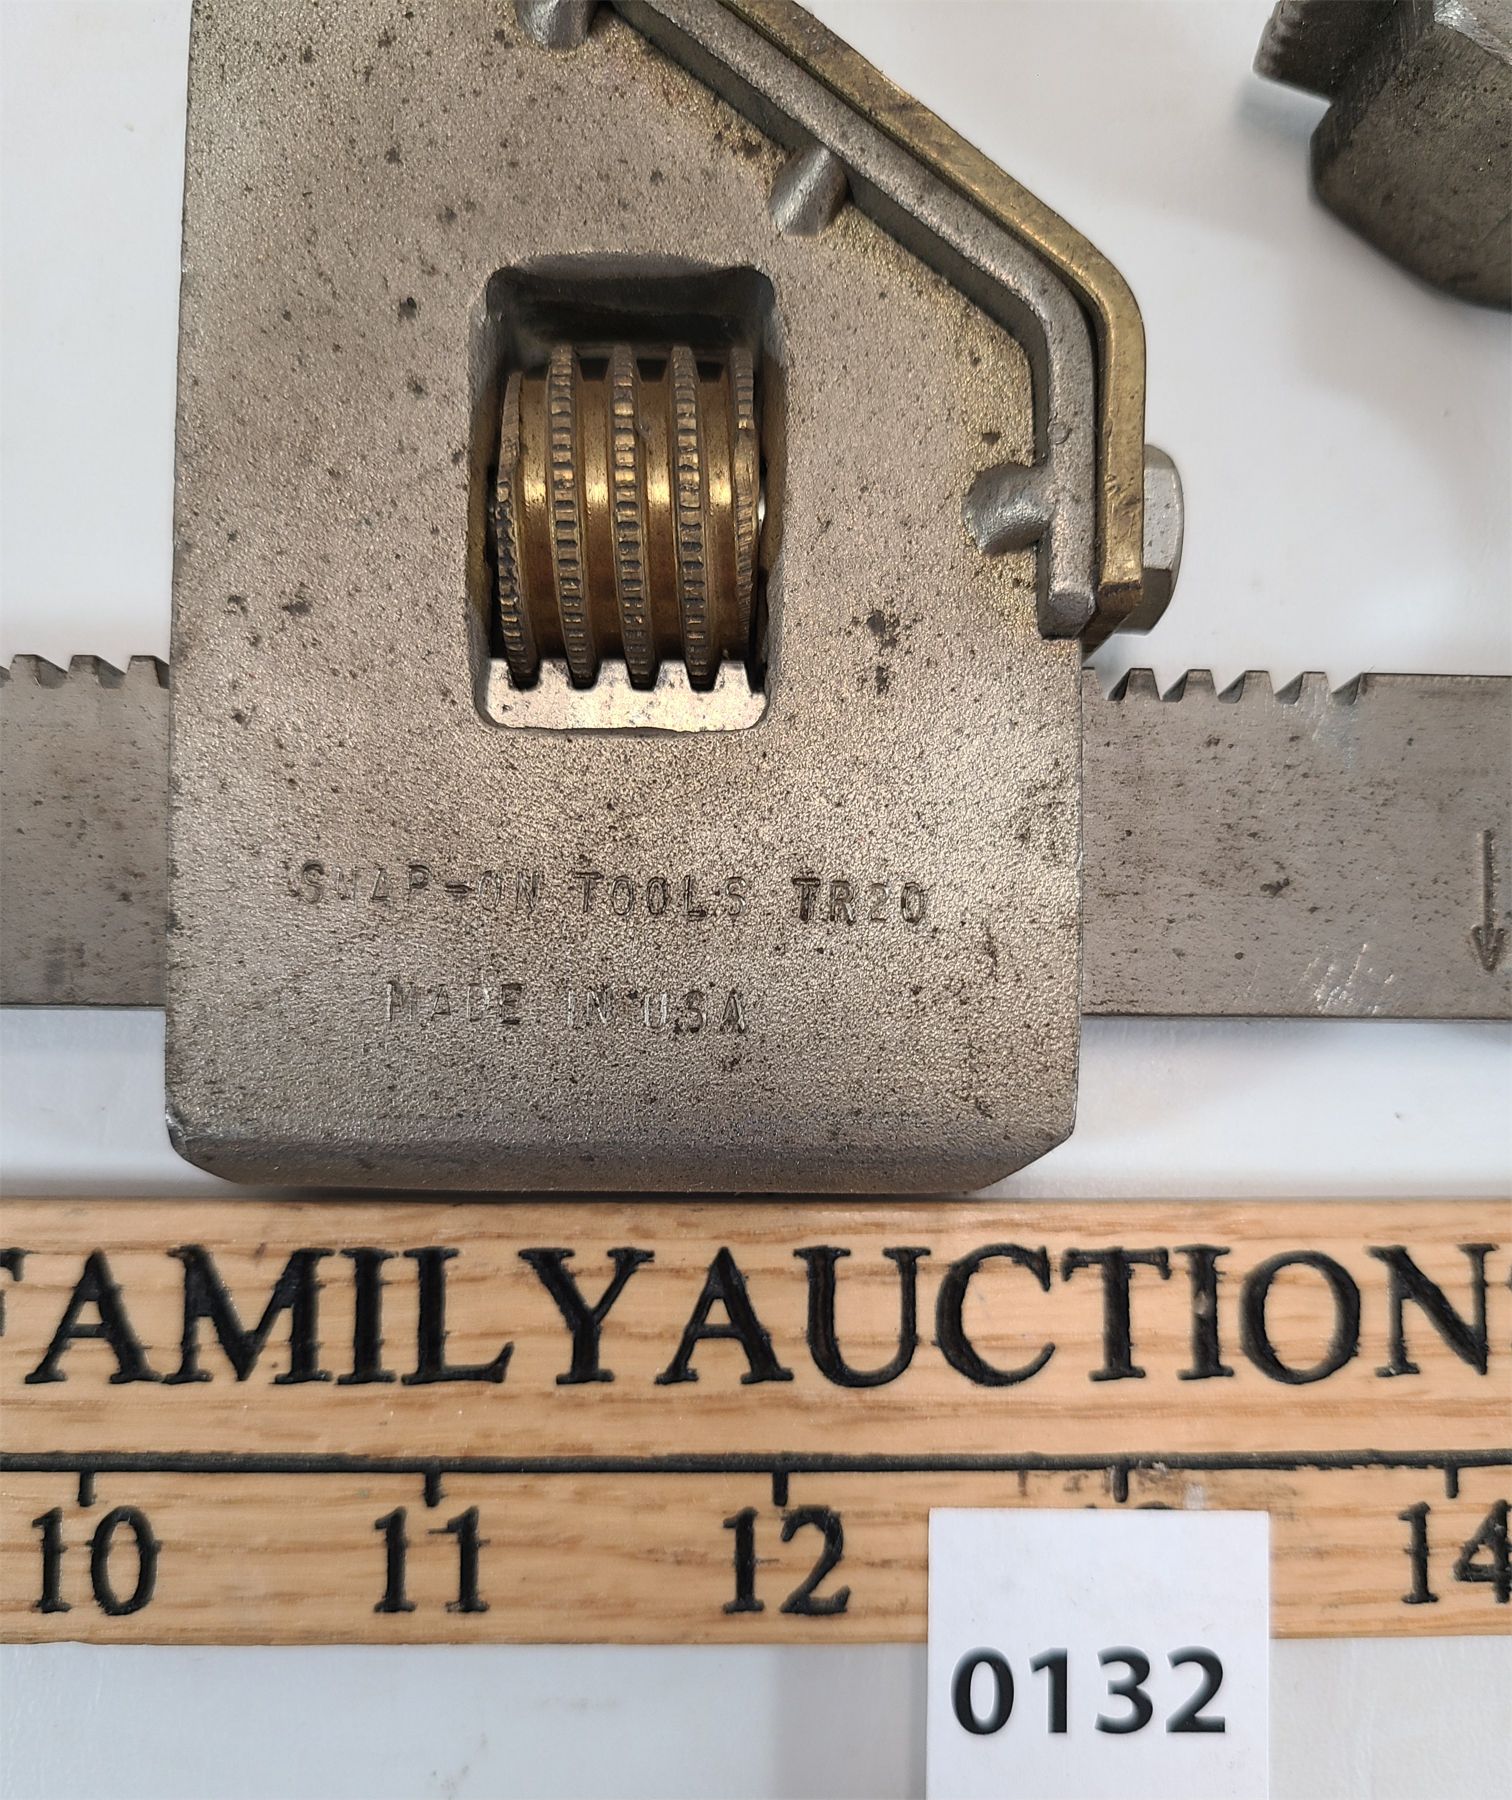 SNAP-ON TOOLS TR20
MADE IN USA
FAMILYAUCTION
10 11 12 14
0132